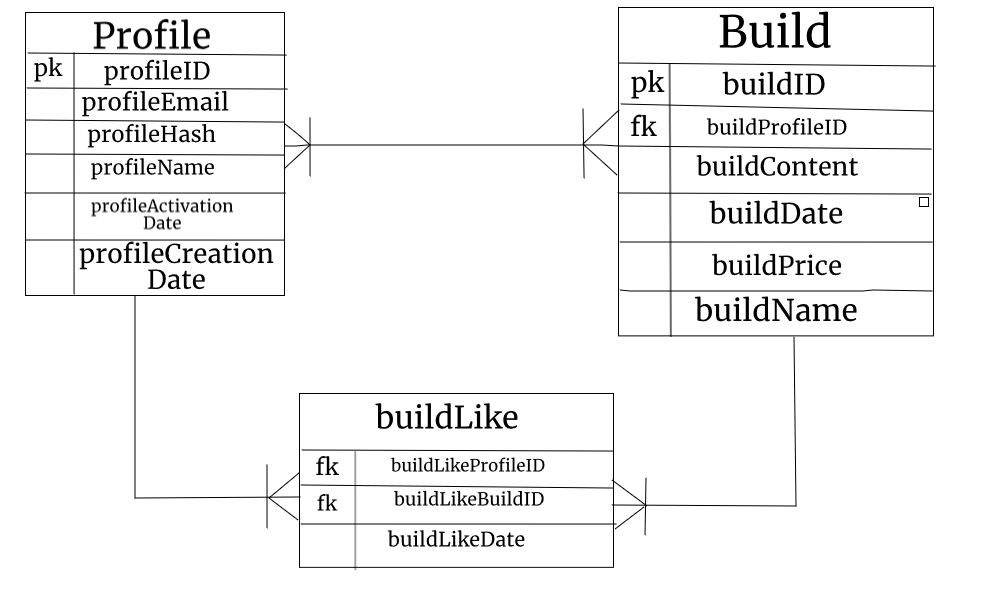 Profile
pk profileID
profileEmail
profileHash
profileName
profileActivation
Date
profileCreation
Date
Build
pk buildID
fk buildProfileID
buildContent
buildDate
buildPrice
buildName
buildLike
fk buildLikeProfileID
fk buildLikeBuildID
buildLikeDate